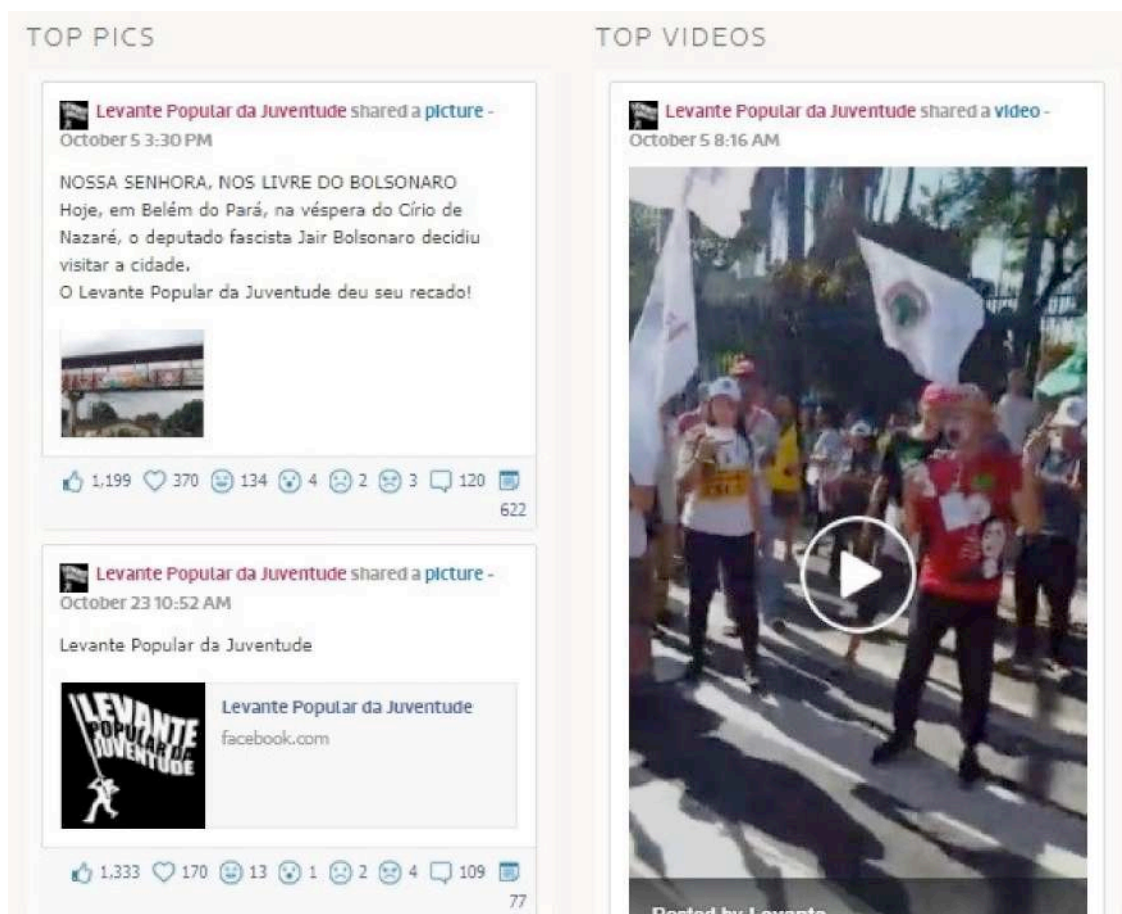 TOP PICS
Levante Popular da Juventude shared a picture -
October 5 3:30 PM
NOSSA SENHORA, NOS LIVRE DO BOLSONARO
Hoje, em Belém do Pará, na véspera do Círio de
Nazaré, o deputado fascista Jair Bolsonaro decidiu
visitar a cidade.
O Levante Popular da Juventude deu seu recado!
1,199 370 134 4 2 3 120
622
Levante Popular da Juventude shared a picture -
October 23 10:52 AM
Levante Popular da Juventude
LEVANTE
POPULAR DA
JUVENTUDE
Levante Popular da Juventude
facebook.com
1,333 170 13 1 2 4 109
77
TOP VIDEOS
Levante Popular da Juventude shared a video -
October 5 8:16 AM
Posted by Levante